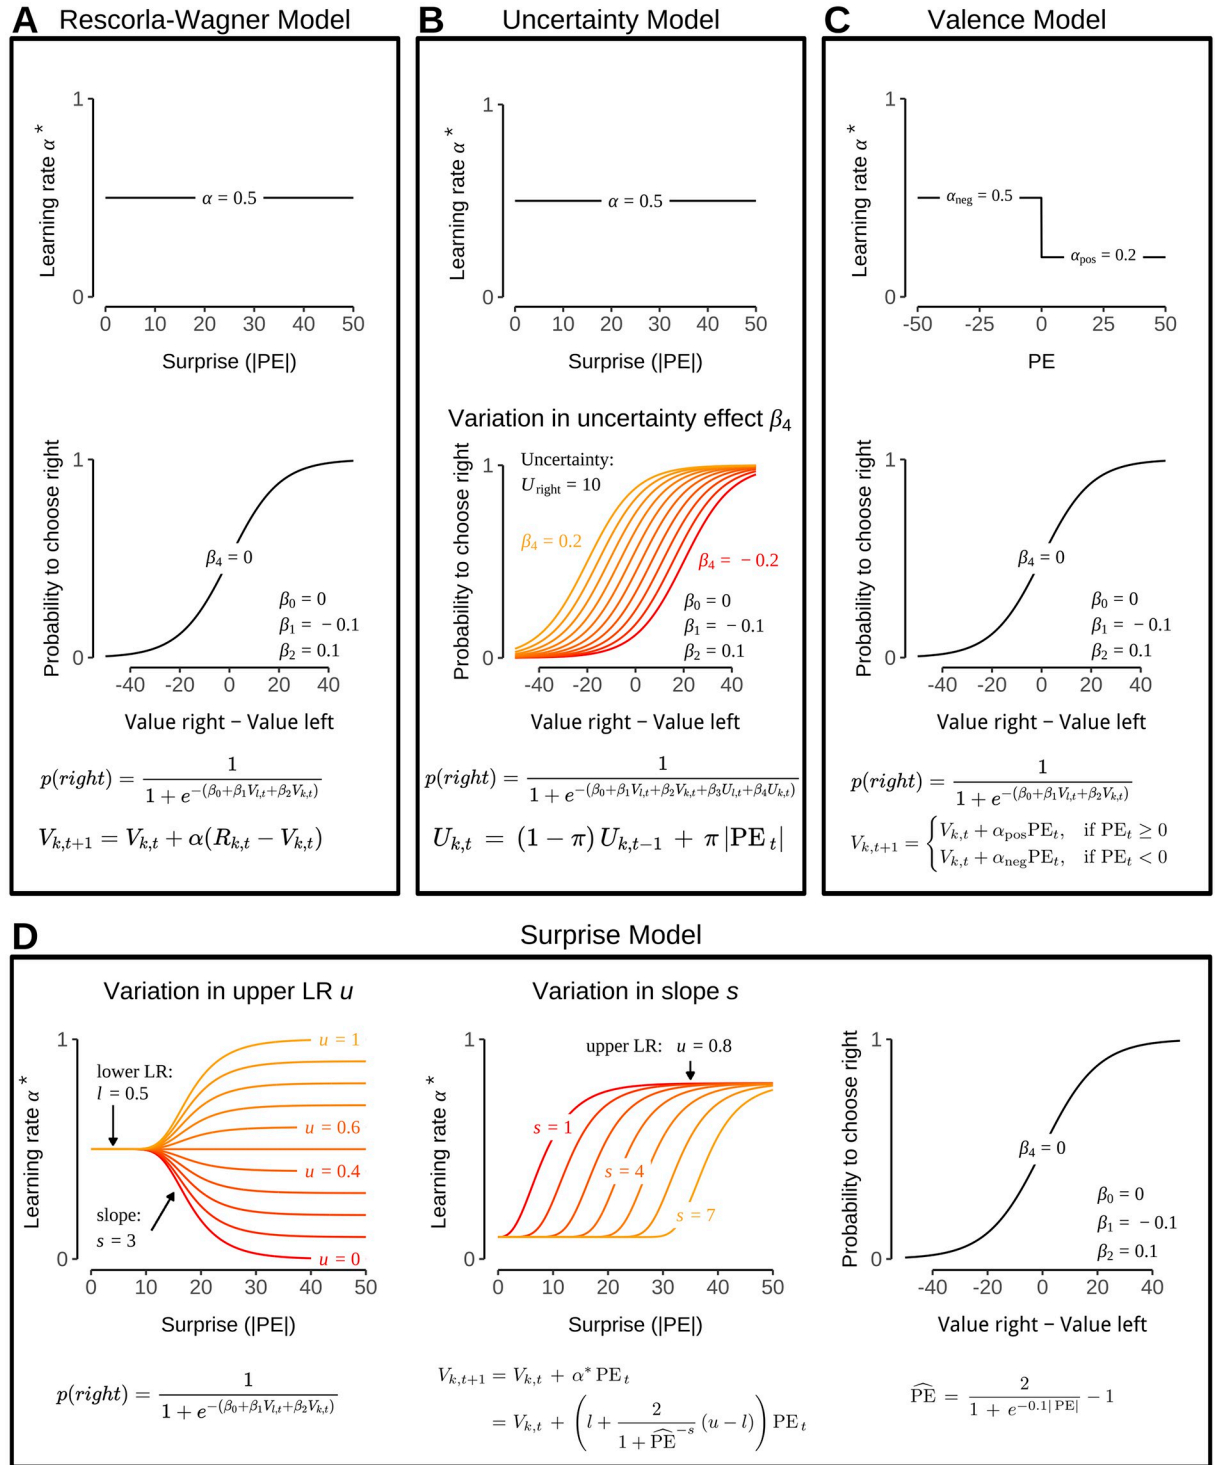 A Rescorla-Wagner Model
1
Learning rate α*
α = 0.5
0
0 10 20 30 40 50
Surprise (|PE|)
1
Probability to choose right
β4 = 0
β0 = 0
β1 = −0.1
β2 = 0.1
0
-40 -20 0 20 40
Value right − Value left
p(right) = 1 / (1 + e^−(β0+β1Vl,t+β2Vk,t))
Vk,t+1 = Vk,t + α(Rk,t − Vk,t)
B Uncertainty Model
1
Learning rate α*
α = 0.5
0
0 10 20 30 40 50
Surprise (|PE|)
Variation in uncertainty effect β4
1
Probability to choose right
Uncertainty:
Uright = 10
β4 = 0.2
β4 = −0.2
β0 = 0
β1 = −0.1
β2 = 0.1
0
-40 -20 0 20 40
Value right − Value left
p(right) = 1 / (1 + e^−(β0+β1Vl,t+β2Vk,t+β3Ul,t+β4Uk,t))
Uk,t = (1 − π) Uk,t−1 + π |PE t|
C Valence Model
1
Learning rate α*
αneg = 0.5
αpos = 0.2
0
-50 -25 0 25 50
PE
1
Probability to choose right
β4 = 0
β0 = 0
β1 = −0.1
β2 = 0.1
0
-40 -20 0 20 40
Value right − Value left
p(right) = 1 / (1 + e^−(β0+β1Vl,t+β2Vk,t))
Vk,t+1 = { Vk,t + αposPEt, if PEt ≥ 0
Vk,t + αnegPEt, if PEt < 0
D Surprise Model
Variation in upper LR u
1
Learning rate α*
lower LR:
l = 0.5
u = 1
u = 0.6
u = 0.4
slope:
s = 3
u = 0
0
0 10 20 30 40 50
Surprise (|PE|)
p(right) = 1 / (1 + e^−(β0+β1Vl,t+β2Vk,t))
Variation in slope s
1
Learning rate α*
upper LR: u = 0.8
s = 1
s = 4
s = 7
0
0 10 20 30 40 50
Surprise (|PE|)
Vk,t+1 = Vk,t + α* PE t
= Vk,t + (l + 2 / (1 + P̂E^−s) (u − l)) PE t
1
Probability to choose right
β4 = 0
β0 = 0
β1 = −0.1
β2 = 0.1
0
-40 -20 0 20 40
Value right − Value left
P̂E = 2 / (1 + e^−0.1|PE|) − 1